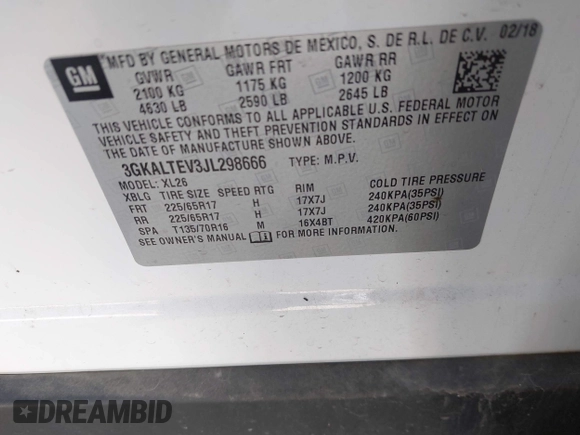 GM
MFD BY GENERAL MOTORS DE MEXICO, S. DE R.L. DE C.V. 02/18
GVWR GAWR FRT GAWR RR
2100 KG 1175 KG 1200 KG
4630 LB 2590 LB 2645 LB
THIS VEHICLE CONFORMS TO ALL APPLICABLE U.S. FEDERAL MOTOR
VEHICLE SAFETY AND THEFT PREVENTION STANDARDS IN EFFECT ON
THE DATE OF MANUFACTURE SHOWN ABOVE.
3GKALTEV3JL298666 TYPE: M.P.V.
MODEL: XL26
XBLG TIRE SIZE SPEED RTG RIM COLD TIRE PRESSURE
FRT 225/65R17 H 17X7J 240KPA(35PSI)
RR 225/65R17 H 17X7J 240KPA(35PSI)
SPA T135/70R16 M 16X4BT 420KPA(60PSI)
SEE OWNER'S MANUAL FOR MORE INFORMATION.
DREAMBID